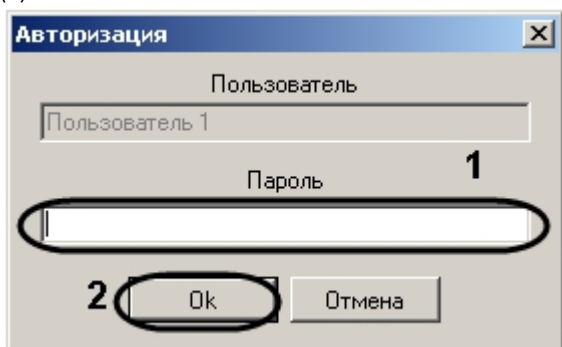 Авторизация
Пользователь
Пользователь 1
1
Пароль
2 Ok Отмена